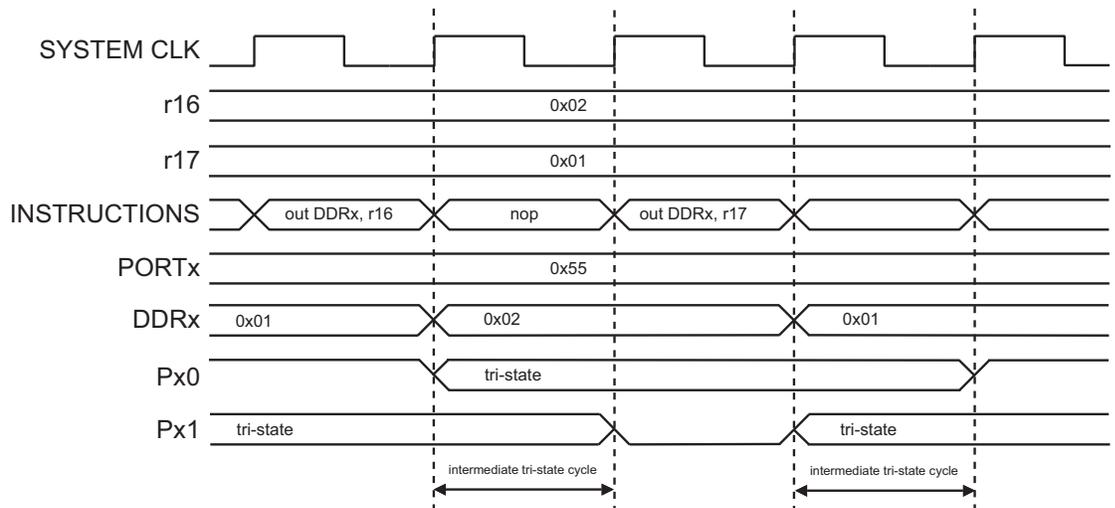 SYSTEM CLK
r16
0x02
r17
0x01
INSTRUCTIONS
out DDRx, r16
nop
out DDRx, r17
PORTx
0x55
DDRx
0x01
0x02
0x01
Px0
tri-state
Px1
tri-state
tri-state
intermediate tri-state cycle
intermediate tri-state cycle